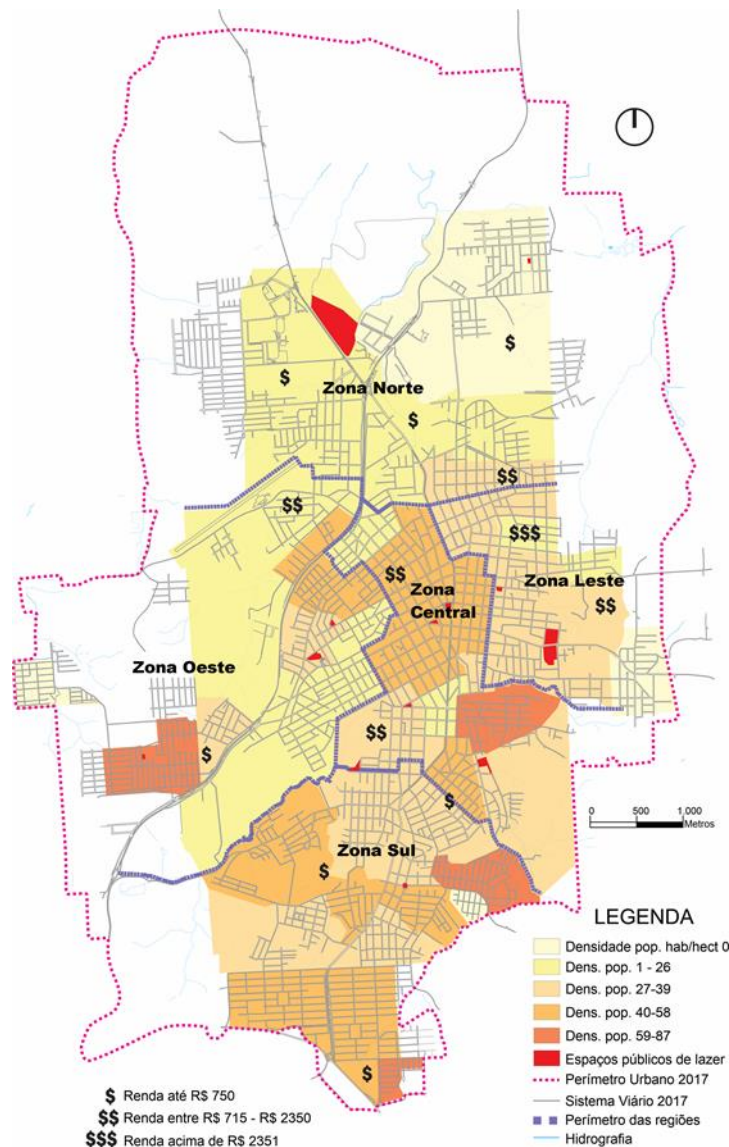 $
$
Zona Norte
$
$$
$$
$$$
$$
Zona
Central
Zona Leste
$$
Zona Oeste
$$
$
$
Zona Sul
$
$
0 500 1.000
Metros
LEGENDA
Densidade pop. hab/hect 0
Dens. pop. 1 - 26
Dens. pop. 27-39
Dens. pop. 40-58
Dens. pop. 59-87
Espaços públicos de lazer
Perímetro Urbano 2017
Sistema Viário 2017
Perímetro das regiões
Hidrografia
$ Renda até R$ 750
$$ Renda entre R$ 715 - R$ 2350
$$$ Renda acima de R$ 2351